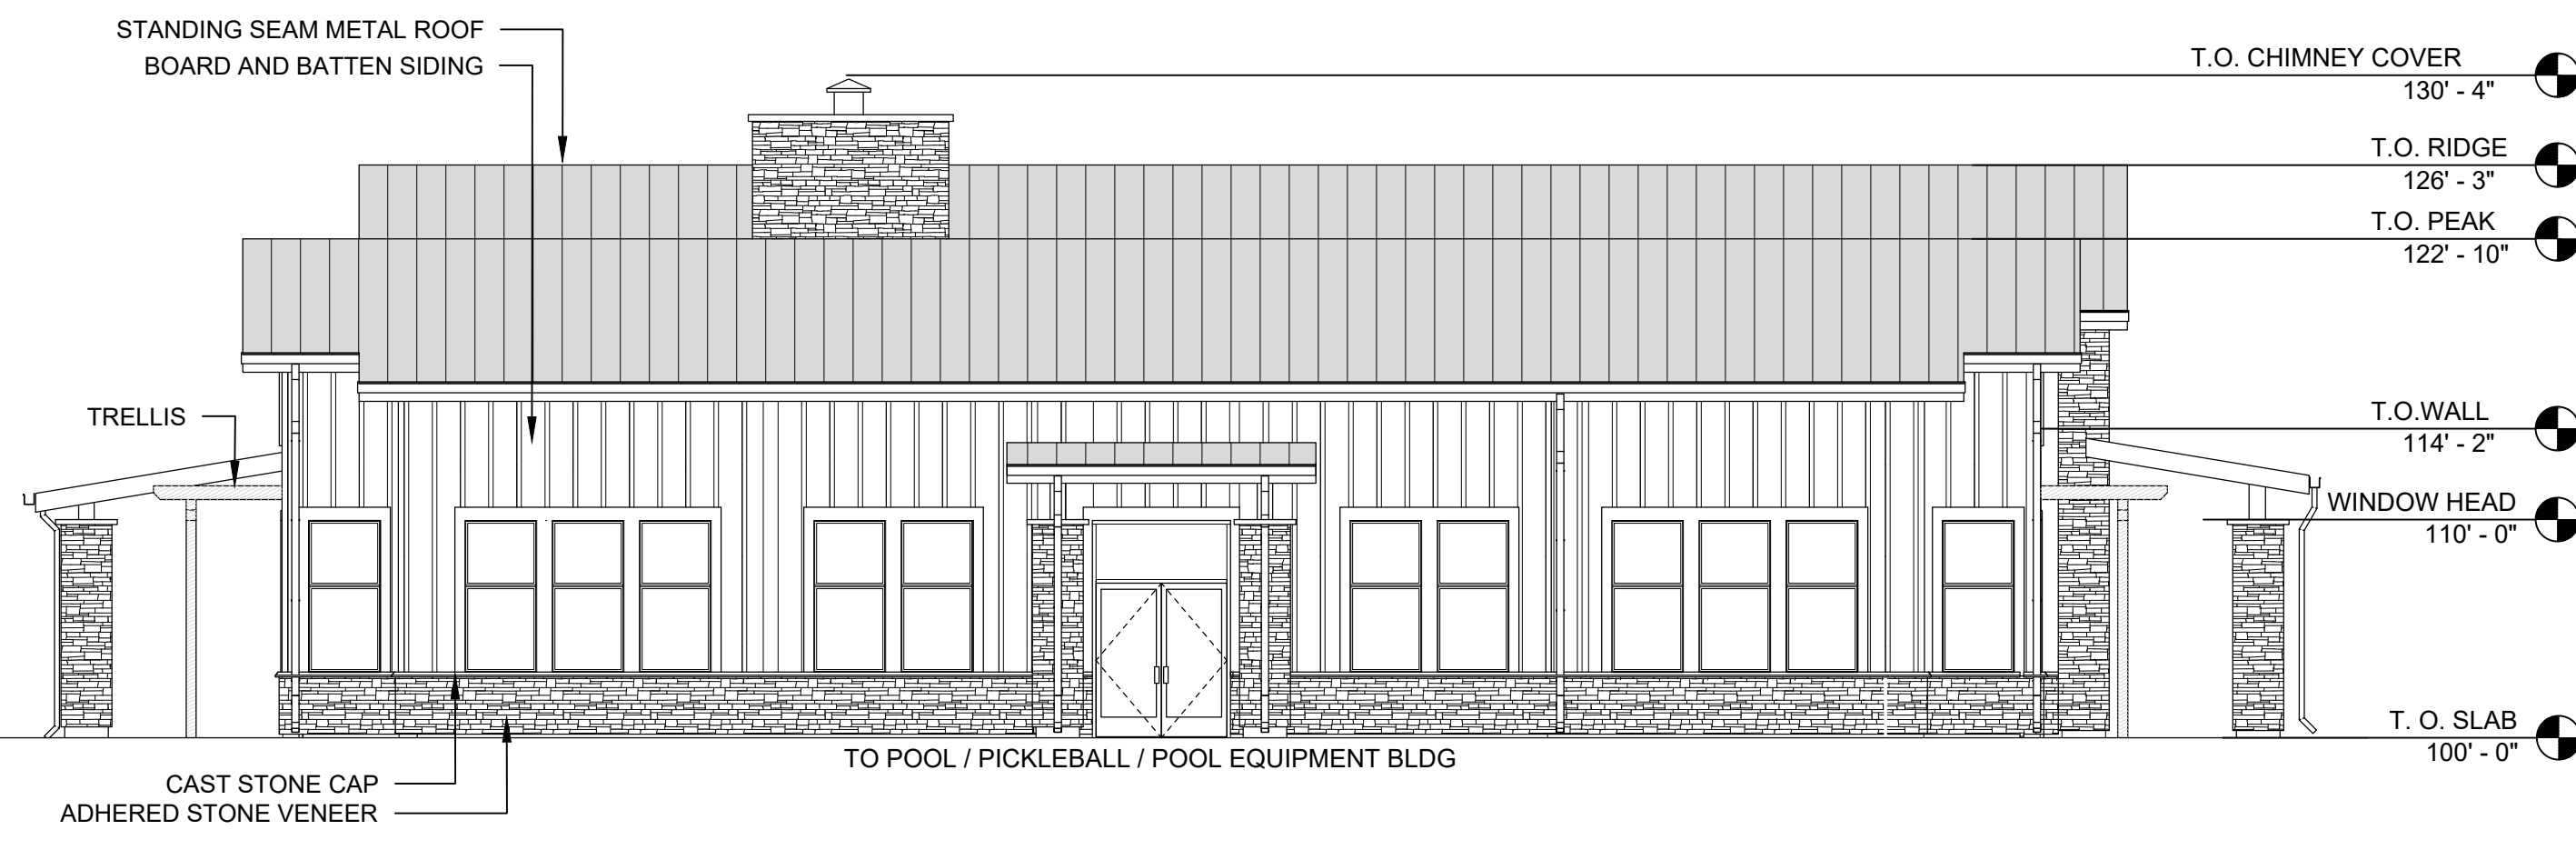 STANDING SEAM METAL ROOF
BOARD AND BATTEN SIDING
T.O. CHIMNEY COVER
130' - 4"
T.O. RIDGE
126' - 3"
T.O. PEAK
122' - 10"
TRELLIS
T.O.WALL
114' - 2"
WINDOW HEAD
110' - 0"
T. O. SLAB
100' - 0"
TO POOL / PICKLEBALL / POOL EQUIPMENT BLDG
CAST STONE CAP
ADHERED STONE VENEER